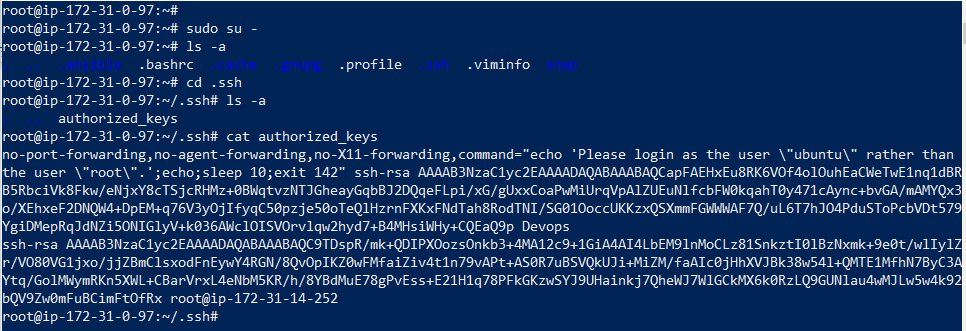 root@ip-172-31-0-97:~#
root@ip-172-31-0-97:~# sudo su -
root@ip-172-31-0-97:~# ls -a
. .. .ansible .bashrc .cache .gnupg .profile .ssh .viminfo snap
root@ip-172-31-0-97:~# cd .ssh
root@ip-172-31-0-97:~/.ssh# ls -a
. .. authorized_keys
root@ip-172-31-0-97:~/.ssh# cat authorized_keys
no-port-forwarding,no-agent-forwarding,no-X11-forwarding,command="echo 'Please login as the user \"ubuntu\" rather than
the user \"root\".';echo;sleep 10;exit 142" ssh-rsa AAAAB3NzaC1yc2EAAAADAQABAAABAQCapFAEHxEu8RK6VOf4olOuhEaCWeTwE1nq1dBR
B5RbciVk8Fkw/eNjxY8cTSjcRHMz+0BWqtvzNTJGheayGqbBJ2DQqeFLpi/xG/gUxxCoaPwMiUrqVpAlZUEuNlfcbFW0kqahT0y471cAync+bvGA/mAMYQx3
o/XEhxeF2DNQW4+DpEM+q76V3yOjIfyqC50pzje50oTeQlHzrnFXKxFNdTah8RodTNI/SG01OoccUKKzxQSXmmFGWWWAF7Q/uL6T7hJO4PduSToPcbVDt579
YgiDMepRqJdNZi5ONIGlyV+k036AWclOISVOrvlqw2hyd7+B4MHsiWHy+CQEaQ9p Devops
ssh-rsa AAAAB3NzaC1yc2EAAAADAQABAAABAQC9TDspR/mk+QDIPXOozsOnkb3+4MA12c9+1GiA4AI4LbEM9lnMoCLz81SnkztI0lBzNxmk+9e0t/wlIylZ
r/VO80VG1jxo/jjZBmClsxodFnEywY4RGN/8QvOpIKZ0wFMfaiZiv4t1n79vAPt+AS0R7uBSVQkUJi+MiZM/faAIc0jHhXVJBk38w54l+QMTE1MfhN7ByC3A
Ytq/GolMWymRKn5XWL+CBarVrxL4eNbM5KR/h/8YBdMuE78gPvEss+E21H1q78PFkGKzwSYJ9UHainkj7QheWJ7WlGCkMX6k0RzLQ9GUNlau4wMJLw5w4k92
bQV9Zw0mFuBCimFtOfRx root@ip-172-31-14-252
root@ip-172-31-0-97:~/.ssh#